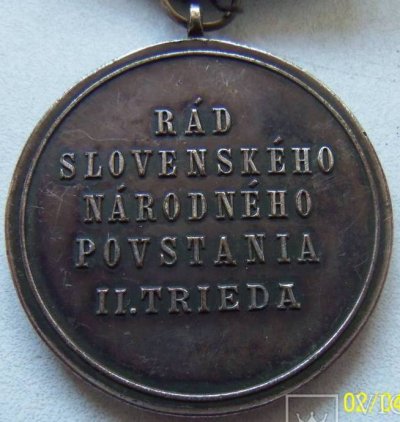 RÁD
SLOVENSKÉHO
NÁRODNÉHO
POVSTANIA
II. TRIEDA